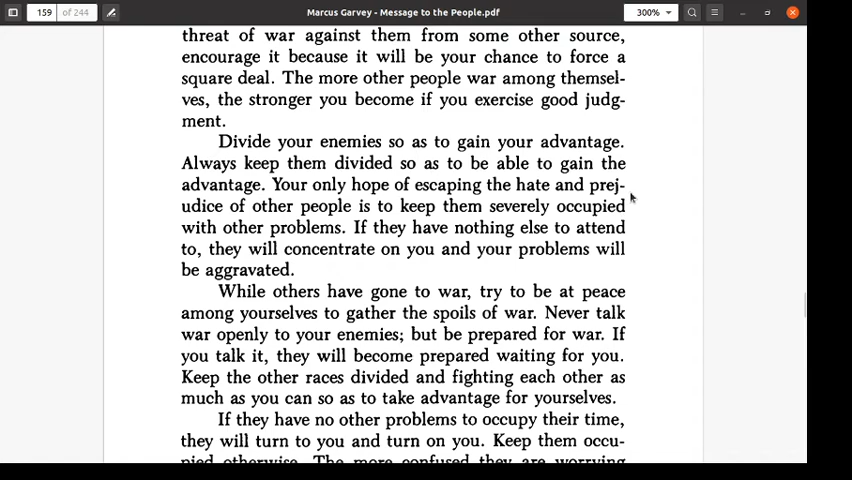 159 of 244
Marcus Garvey - Message to the People.pdf
300%
threat of war against them from some other source,
encourage it because it will be your chance to force a
square deal. The more other people war among themsel-
ves, the stronger you become if you exercise good judg-
ment.
Divide your enemies so as to gain your advantage.
Always keep them divided so as to be able to gain the
advantage. Your only hope of escaping the hate and prej-
udice of other people is to keep them severely occupied
with other problems. If they have nothing else to attend
to, they will concentrate on you and your problems will
be aggravated.
While others have gone to war, try to be at peace
among yourselves to gather the spoils of war. Never talk
war openly to your enemies; but be prepared for war. If
you talk it, they will become prepared waiting for you.
Keep the other races divided and fighting each other as
much as you can so as to take advantage for yourselves.
If they have no other problems to occupy their time,
they will turn to you and turn on you. Keep them occu-
pied otherwise. The more confused they are worrying